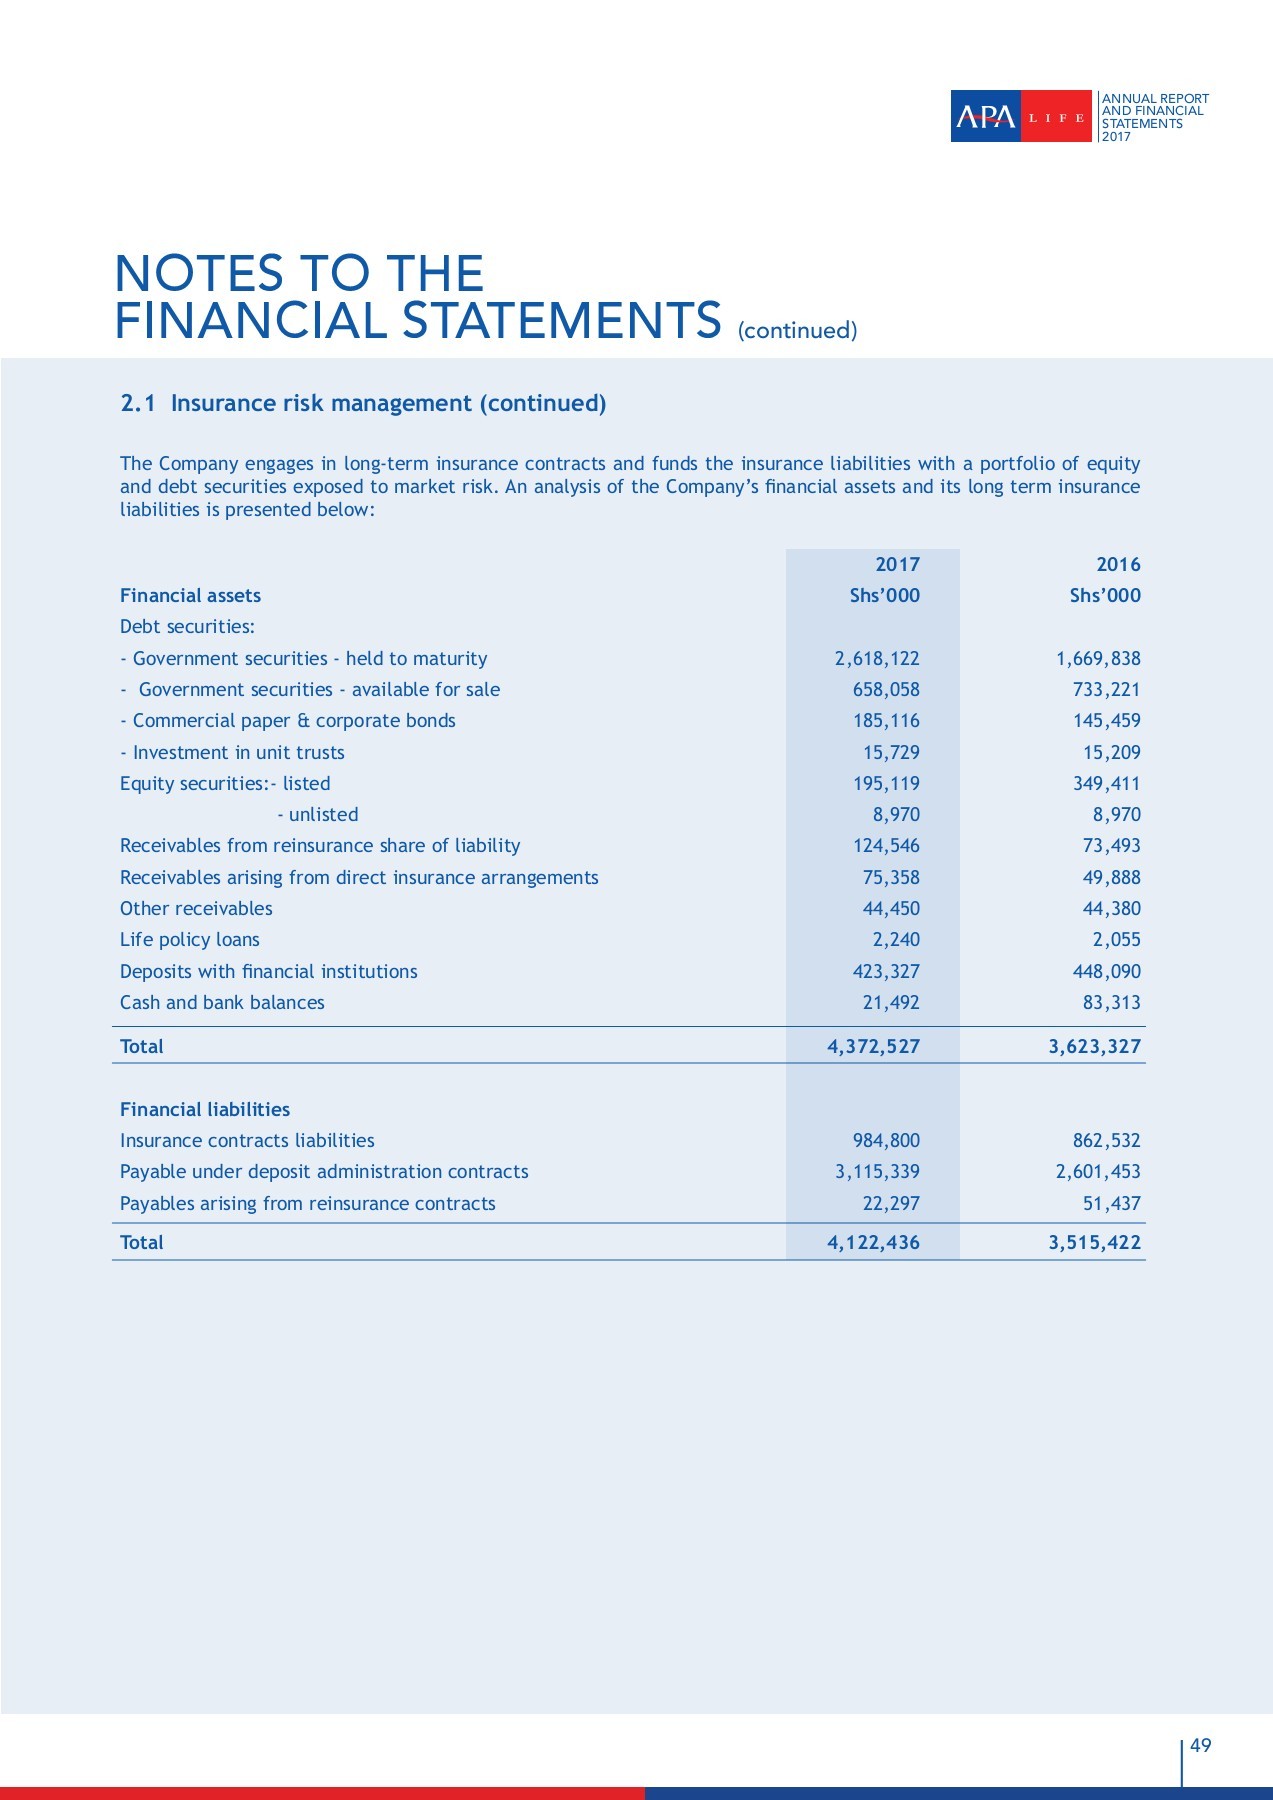 APA LIFE
ANNUAL REPORT
AND FINANCIAL
STATEMENTS
2017
NOTES TO THE
FINANCIAL STATEMENTS (continued)
2.1 Insurance risk management (continued)
The Company engages in long-term insurance contracts and funds the insurance liabilities with a portfolio of equity
and debt securities exposed to market risk. An analysis of the Company’s financial assets and its long term insurance
liabilities is presented below:
2017 2016
Financial assets Shs’000 Shs’000
Debt securities:
- Government securities - held to maturity 2,618,122 1,669,838
- Government securities - available for sale 658,058 733,221
- Commercial paper & corporate bonds 185,116 145,459
- Investment in unit trusts 15,729 15,209
Equity securities:- listed 195,119 349,411
- unlisted 8,970 8,970
Receivables from reinsurance share of liability 124,546 73,493
Receivables arising from direct insurance arrangements 75,358 49,888
Other receivables 44,450 44,380
Life policy loans 2,240 2,055
Deposits with financial institutions 423,327 448,090
Cash and bank balances 21,492 83,313
Total 4,372,527 3,623,327
Financial liabilities
Insurance contracts liabilities 984,800 862,532
Payable under deposit administration contracts 3,115,339 2,601,453
Payables arising from reinsurance contracts 22,297 51,437
Total 4,122,436 3,515,422
49